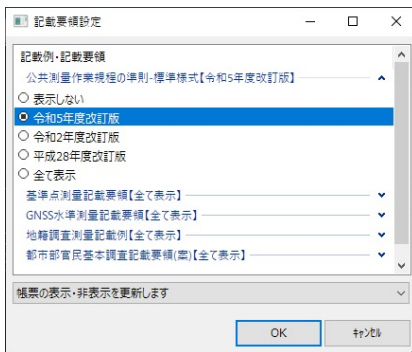 記載要領設定
記載例・記載要領
公共測量作業規程の準則-標準様式【令和5年度改訂版】
表示しない
令和5年度改訂版
令和2年度改訂版
平成28年度改訂版
全て表示
基準点測量記載要領【全て表示】
GNSS水準測量記載要領【全て表示】
地籍調査測量記載例【全て表示】
都市部官民基本調査記載要領(案)【全て表示】
帳票の表示・非表示を更新します
OK
ｷｬﾝｾﾙ